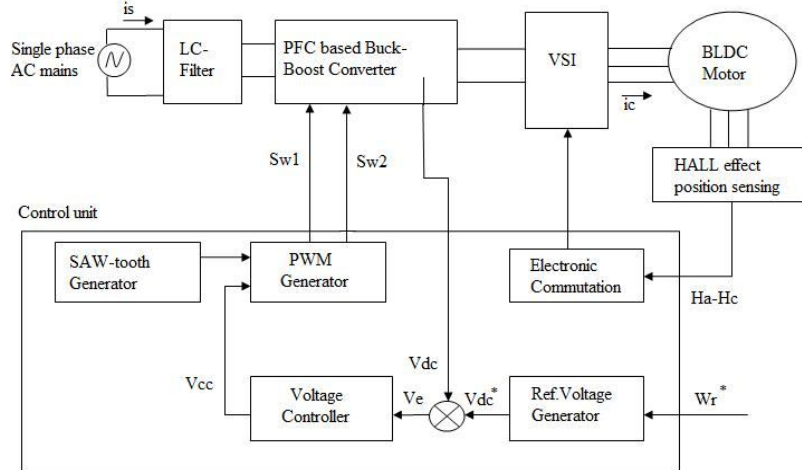 is
Single phase
AC mains
LC-
Filter
PFC based Buck-
Boost Converter
VSI
BLDC
Motor
ic
Sw1
Sw2
HALL effect
position sensing
Control unit
SAW-tooth
Generator
PWM
Generator
Electronic
Commutation
Ha-Hc
Vcc
Vdc
Voltage
Controller
Ve
Vdc*
Ref.Voltage
Generator
Wr*